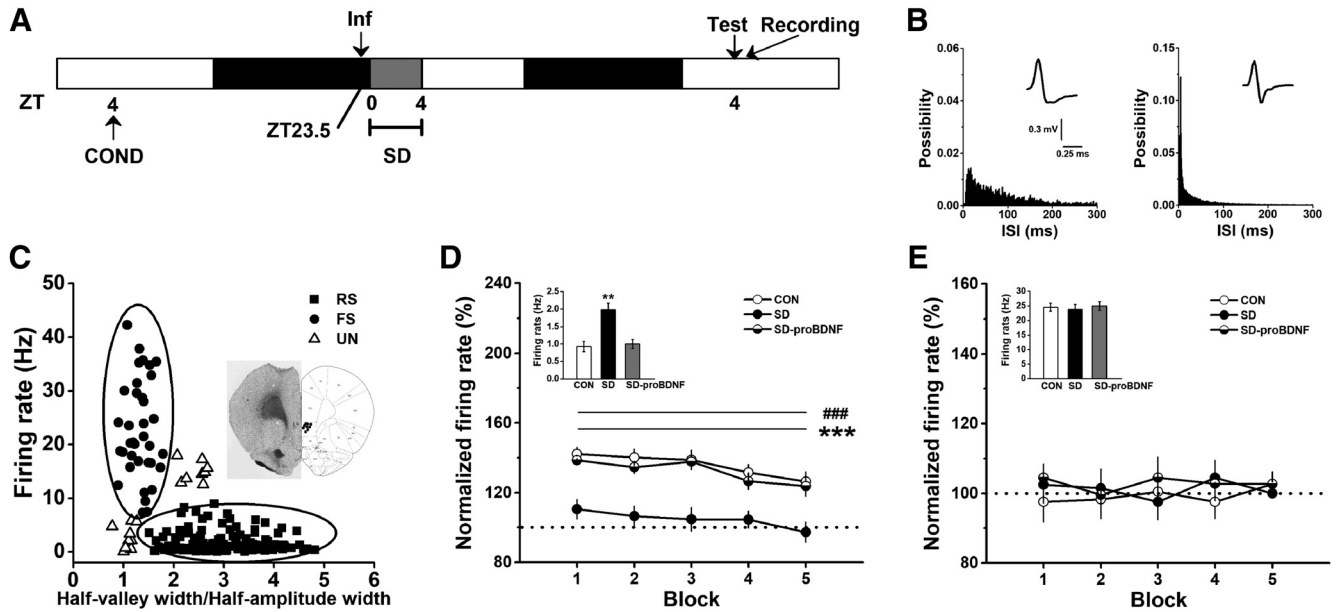 A
Inf
Test Recording
ZT
4
0 4
4
ZT23.5
COND
SD
B
0.06
0.04
0.02
0.00
Possibility
0 100 200 300
ISI (ms)
0.3 mV
0.25 ms
0.15
0.10
0.05
0.00
Possibility
0 100 200 300
ISI (ms)
C
50
40
30
20
10
0
Firing rate (Hz)
RS
FS
UN
0 1 2 3 4 5 6
Half-valley width/Half-amplitude width
D
240
200
160
120
80
Normalized firing rate (%)
2.5
2.0
1.5
1.0
0.5
0.0
Firing rats (Hz)
**
CON SD SD-proBDNF
CON
SD
SD-proBDNF
###
***
1 2 3 4 5
Block
E
160
140
120
100
80
Normalized firing rate (%)
30
25
20
15
10
5
0
Firing rats (Hz)
CON SD SD-proBDNF
CON
SD
SD-proBDNF
1 2 3 4 5
Block